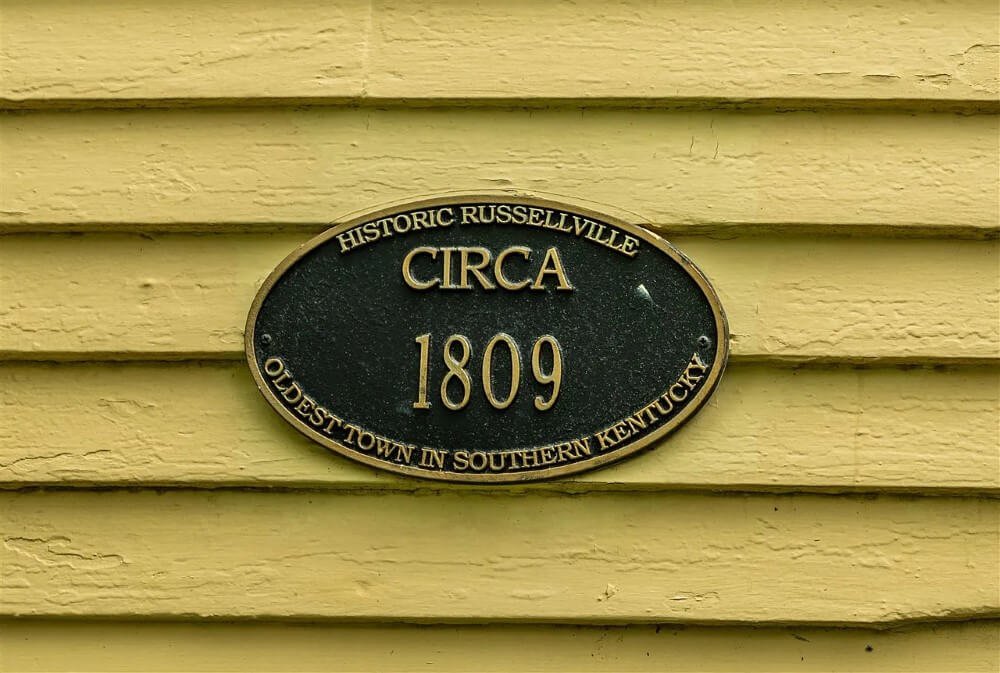 HISTORIC RUSSELLVILLE
CIRCA
1809
OLDEST TOWN IN SOUTHERN KENTUCKY